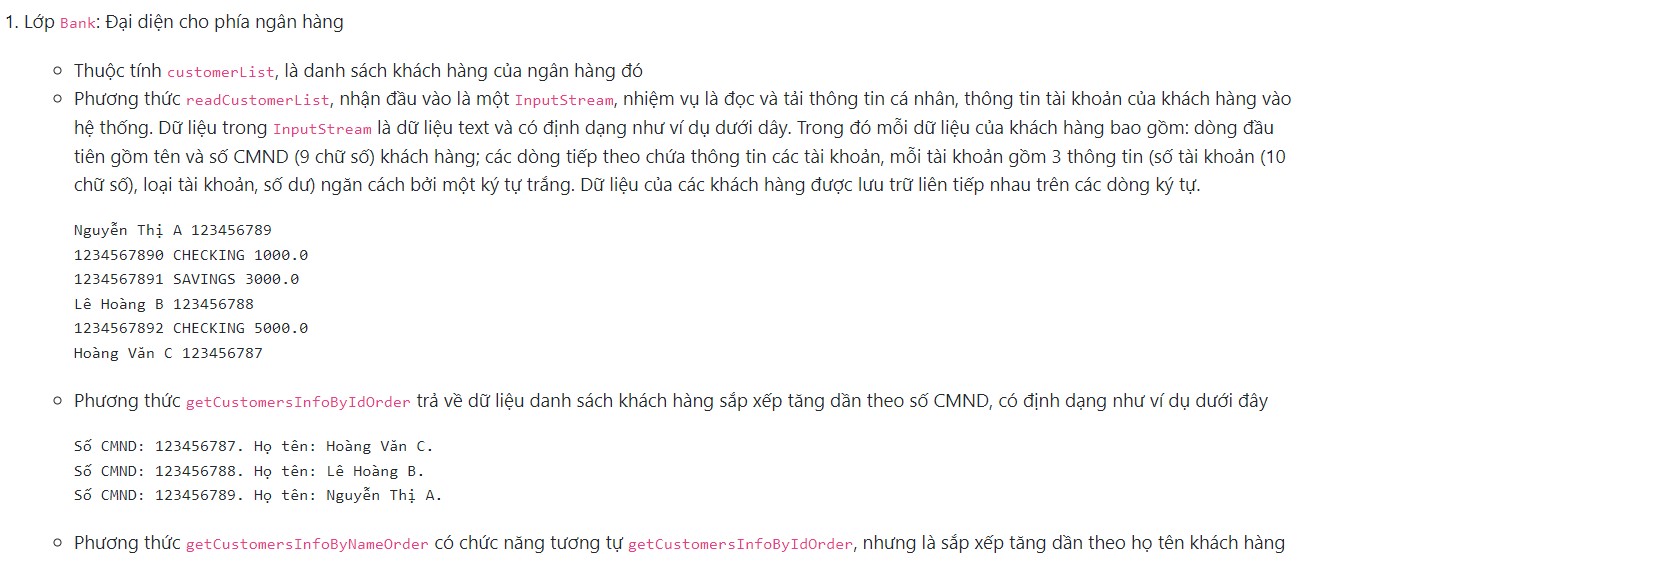 1. Lớp Bank: Đại diện cho phía ngân hàng
Thuộc tính customerList, là danh sách khách hàng của ngân hàng đó
Phương thức readCustomerList, nhận đầu vào là một InputStream, nhiệm vụ là đọc và tải thông tin cá nhân, thông tin tài khoản của khách hàng vào
hệ thống. Dữ liệu trong InputStream là dữ liệu text và có định dạng như ví dụ dưới dây. Trong đó mỗi dữ liệu của khách hàng bao gồm: dòng đầu
tiên gồm tên và số CMND (9 chữ số) khách hàng; các dòng tiếp theo chứa thông tin các tài khoản, mỗi tài khoản gồm 3 thông tin (số tài khoản (10
chữ số), loại tài khoản, số dư) ngăn cách bởi một ký tự trắng. Dữ liệu của các khách hàng được lưu trữ liên tiếp nhau trên các dòng ký tự.
Nguyễn Thị A 123456789
1234567890 CHECKING 1000.0
1234567891 SAVINGS 3000.0
Lê Hoàng B 123456788
1234567892 CHECKING 5000.0
Hoàng Văn C 123456787
Phương thức getCustomersInfoByIdOrder trả về dữ liệu danh sách khách hàng sắp xếp tăng dần theo số CMND, có định dạng như ví dụ dưới đây
Số CMND: 123456787. Họ tên: Hoàng Văn C.
Số CMND: 123456788. Họ tên: Lê Hoàng B.
Số CMND: 123456789. Họ tên: Nguyễn Thị A.
Phương thức getCustomersInfoByNameOrder có chức năng tương tự getCustomersInfoByIdOrder, nhưng là sắp xếp tăng dần theo họ tên khách hàng